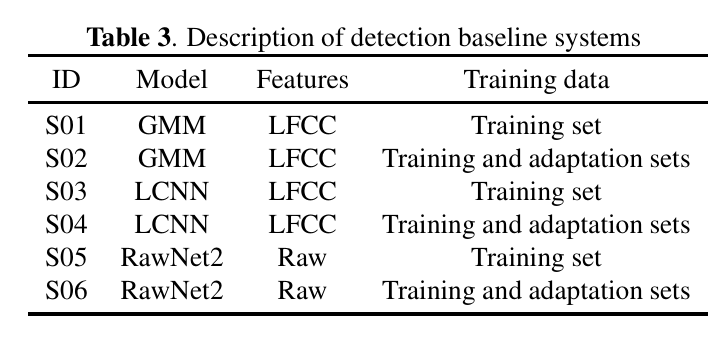 Table 3. Description of detection baseline systems
ID Model Features Training data
S01 GMM LFCC Training set
S02 GMM LFCC Training and adaptation sets
S03 LCNN LFCC Training set
S04 LCNN LFCC Training and adaptation sets
S05 RawNet2 Raw Training set
S06 RawNet2 Raw Training and adaptation sets